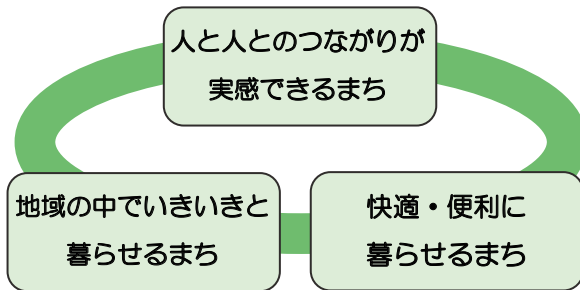 人と人とのつながりが
実感できるまち
地域の中でいきいきと
暮らせるまち
快適・便利に
暮らせるまち